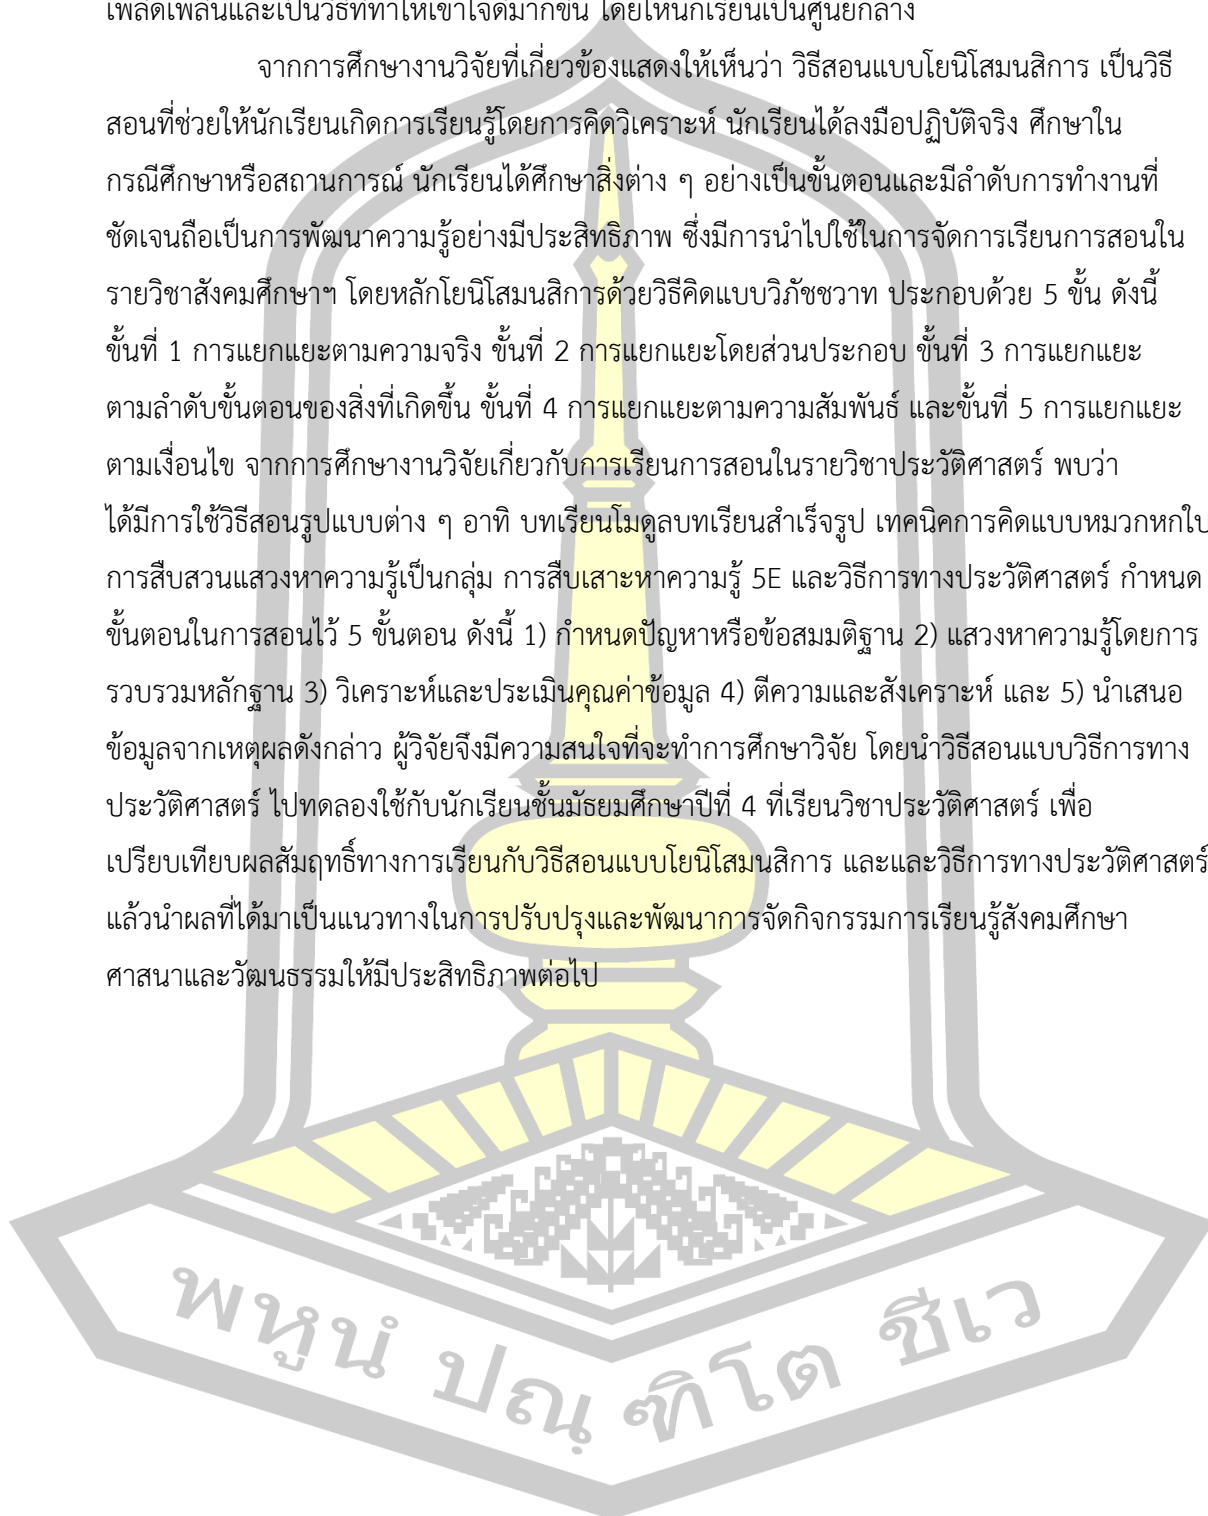 เพลิดเพลินและเป็นวิธีที่ทำให้เข้าใจดีมากขึ้น โดยให้นักเรียนเป็นศูนย์กลาง
จากการศึกษางานวิจัยที่เกี่ยวข้องแสดงให้เห็นว่า วิธีสอนแบบโยนิโสมนสิการ เป็นวิธี
สอนที่ช่วยให้นักเรียนเกิดการเรียนรู้โดยการคิดวิเคราะห์ นักเรียนได้ลงมือปฏิบัติจริง ศึกษาใน
กรณีศึกษาหรือสถานการณ์ นักเรียนได้ศึกษาสิ่งต่าง ๆ อย่างเป็นขั้นตอนและมีลำดับการทำงานที่
ชัดเจนถือเป็นการพัฒนาความรู้อย่างมีประสิทธิภาพ ซึ่งมีการนำไปใช้ในการจัดการเรียนการสอนใน
รายวิชาสังคมศึกษาฯ โดยหลักโยนิโสมนสิการด้วยวิธีคิดแบบวิภัชชวาท ประกอบด้วย 5 ขั้น ดังนี้
ขั้นที่ 1 การแยกแยะตามความจริง ขั้นที่ 2 การแยกแยะโดยส่วนประกอบ ขั้นที่ 3 การแยกแยะ
ตามลำดับขั้นตอนของสิ่งที่เกิดขึ้น ขั้นที่ 4 การแยกแยะตามความสัมพันธ์ และขั้นที่ 5 การแยกแยะ
ตามเงื่อนไข จากการศึกษางานวิจัยเกี่ยวกับการเรียนการสอนในรายวิชาประวัติศาสตร์ พบว่า
ได้มีการใช้วิธีสอนรูปแบบต่าง ๆ อาทิ บทเรียนโมดูลบทเรียนสำเร็จรูป เทคนิคการคิดแบบหมวกหกใบ
การสืบสวนแสวงหาความรู้เป็นกลุ่ม การสืบเสาะหาความรู้ 5E และวิธีการทางประวัติศาสตร์ กำหนด
ขั้นตอนในการสอนไว้ 5 ขั้นตอน ดังนี้ 1) กำหนดปัญหาหรือข้อสมมติฐาน 2) แสวงหาความรู้โดยการ
รวบรวมหลักฐาน 3) วิเคราะห์และประเมินคุณค่าข้อมูล 4) ตีความและสังเคราะห์ และ 5) นำเสนอ
ข้อมูลจากเหตุผลดังกล่าว ผู้วิจัยจึงมีความสนใจที่จะทำการศึกษาวิจัย โดยนำวิธีสอนแบบวิธีการทาง
ประวัติศาสตร์ ไปทดลองใช้กับนักเรียนชั้นมัธยมศึกษาปีที่ 4 ที่เรียนวิชาประวัติศาสตร์ เพื่อ
เปรียบเทียบผลสัมฤทธิ์ทางการเรียนกับวิธีสอนแบบโยนิโสมนสิการ และและวิธีการทางประวัติศาสตร์
แล้วนำผลที่ได้มาเป็นแนวทางในการปรับปรุงและพัฒนาการจัดกิจกรรมการเรียนรู้สังคมศึกษา
ศาสนาและวัฒนธรรมให้มีประสิทธิภาพต่อไป
พหูนํ ปณฺ ฑิโต ชีเว